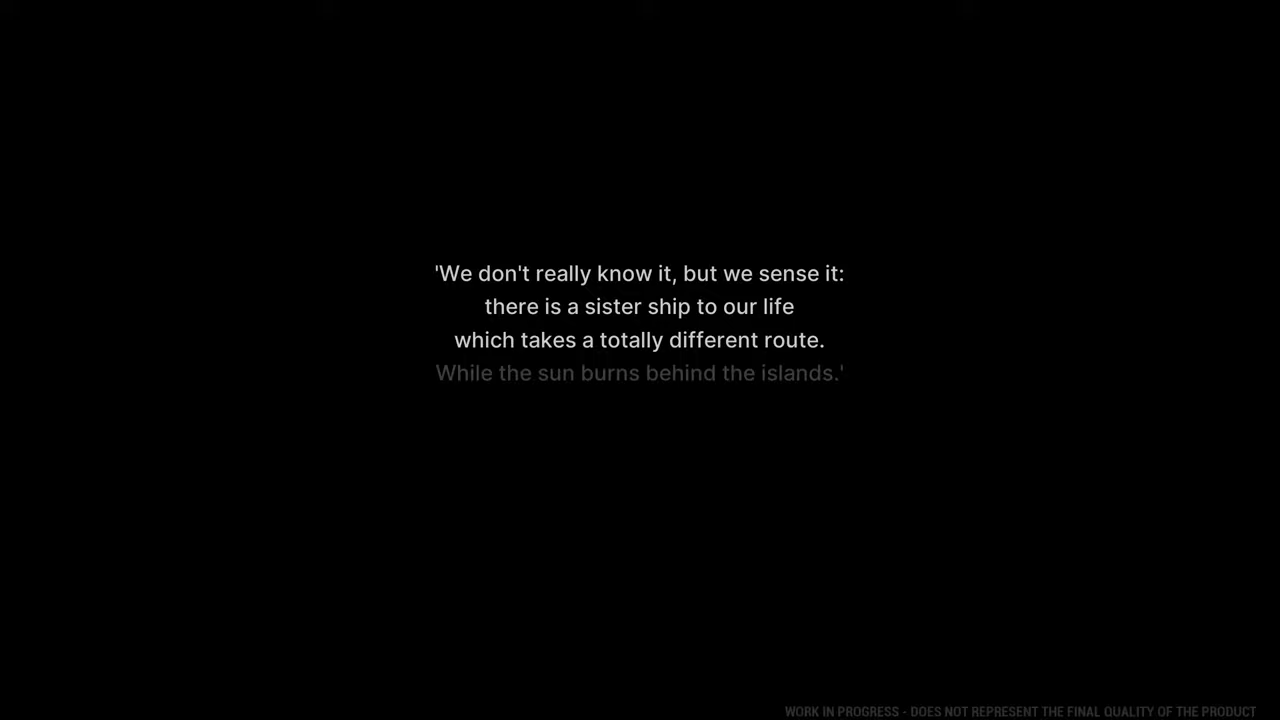 'We don't really know it, but we sense it:
there is a sister ship to our life
which takes a totally different route.
While the sun burns behind the islands.'
WORK IN PROGRESS - DOES NOT REPRESENT THE FINAL QUALITY OF THE PRODUCT